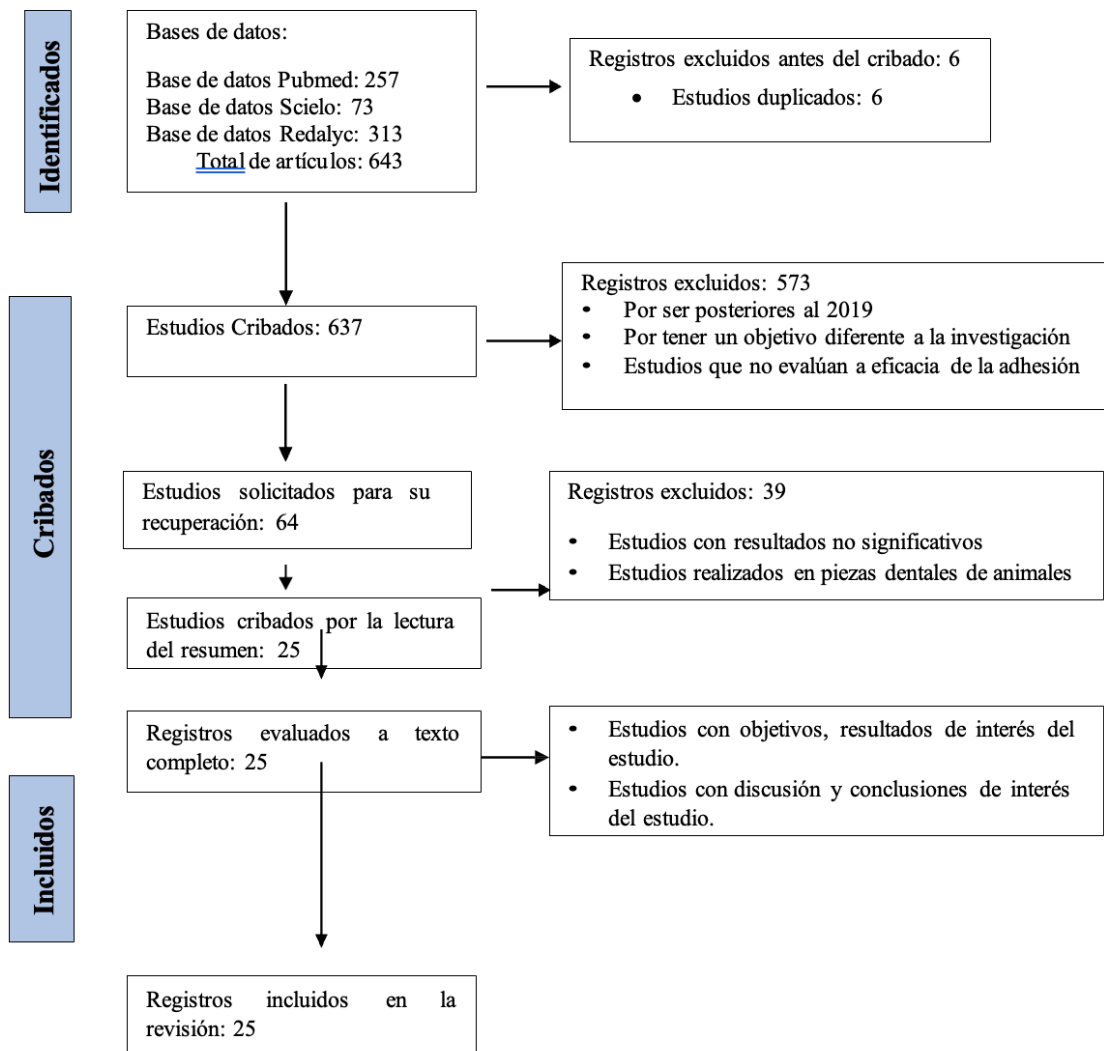 Identificados
Bases de datos:
Base de datos Pubmed: 257
Base de datos Scielo: 73
Base de datos Redalyc: 313
Total de artículos: 643
Registros excluidos antes del cribado: 6
• Estudios duplicados: 6
Cribados
Estudios Cribados: 637
Registros excluidos: 573
• Por ser posteriores al 2019
• Por tener un objetivo diferente a la investigación
• Estudios que no evalúan a eficacia de la adhesión
Estudios solicitados para su
recuperación: 64
Registros excluidos: 39
• Estudios con resultados no significativos
• Estudios realizados en piezas dentales de animales
Estudios cribados por la lectura
del resumen: 25
Registros evaluados a texto
completo: 25
• Estudios con objetivos, resultados de interés del
estudio.
• Estudios con discusión y conclusiones de interés
del estudio.
Incluidos
Registros incluidos en la
revisión: 25